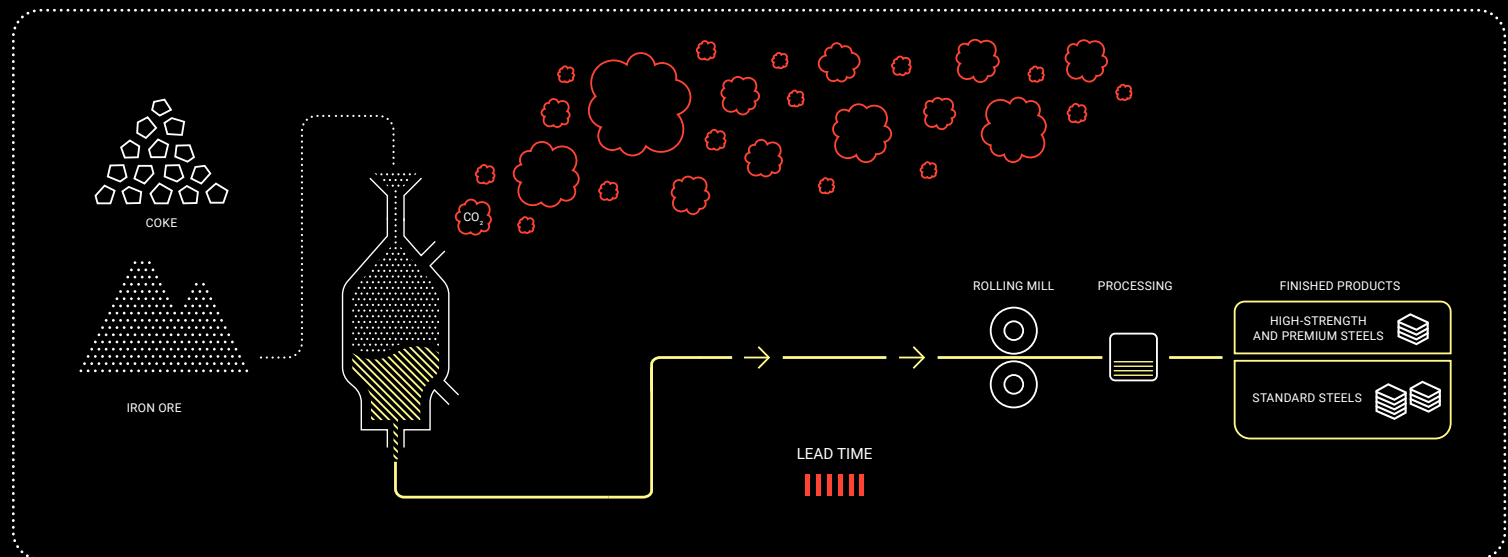 CO₂
COKE
IRON ORE
ROLLING MILL
PROCESSING
FINISHED PRODUCTS
HIGH-STRENGTH
AND PREMIUM STEELS
STANDARD STEELS
LEAD TIME